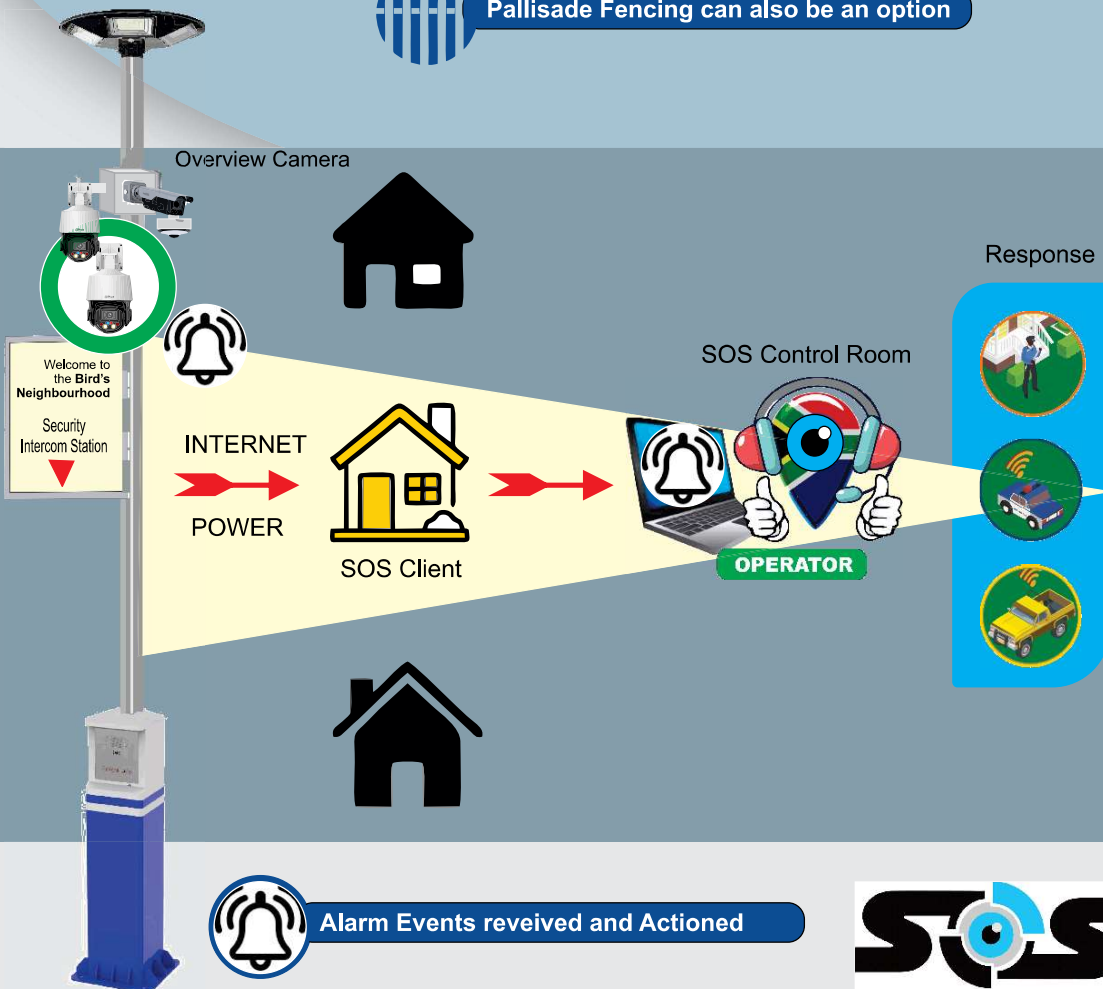 Pallisade Fencing can also be an option
Overview Camera
Response
Welcome to
the Bird's
Neighbourhood
Security
Intercom Station
INTERNET
POWER
SOS Client
SOS Control Room
OPERATOR
Alarm Events reveived and Actioned
SOS